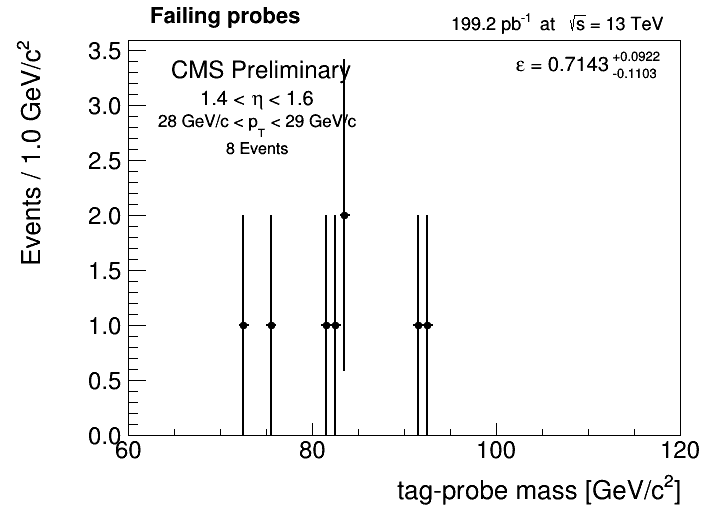 Failing probes
199.2 pb⁻¹ at √s = 13 TeV
CMS Preliminary
ε = 0.7143 +0.0922 -0.1103
1.4 < η < 1.6
28 GeV/c < p_T < 29 GeV/c
8 Events
Events / 1.0 GeV/c²
3.5
3.0
2.5
2.0
1.5
1.0
0.5
0.0
60 80 100 120
tag-probe mass [GeV/c²]